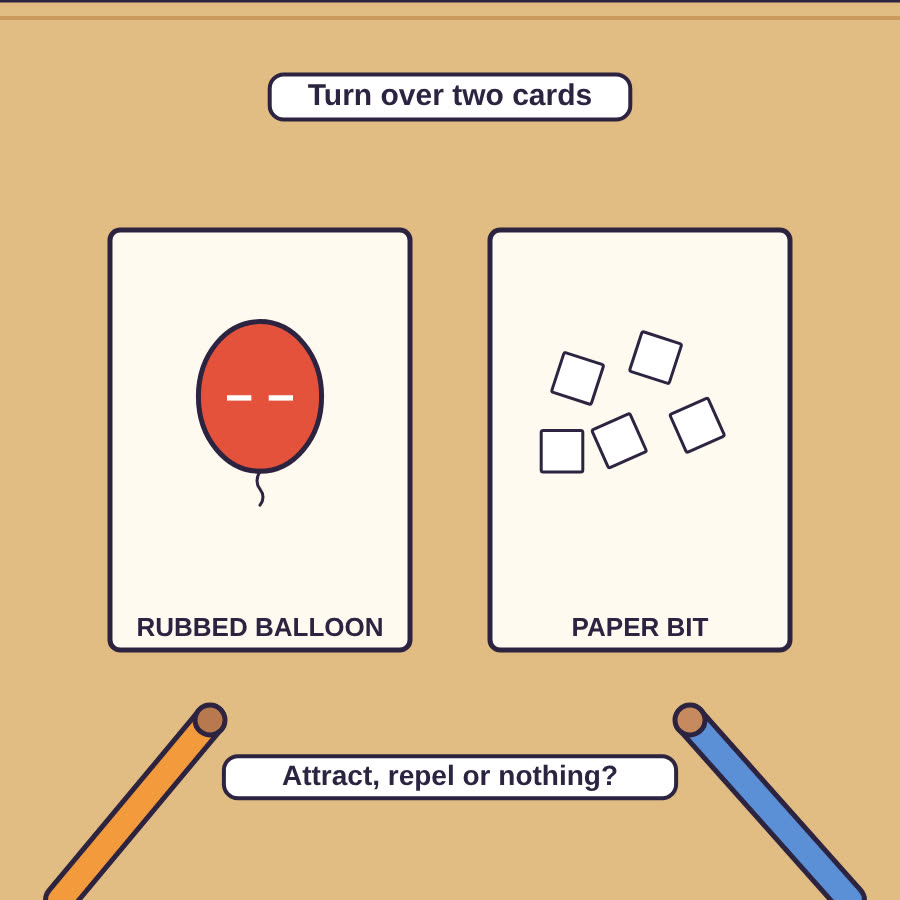 Turn over two cards
RUBBED BALLOON
PAPER BIT
Attract, repel or nothing?